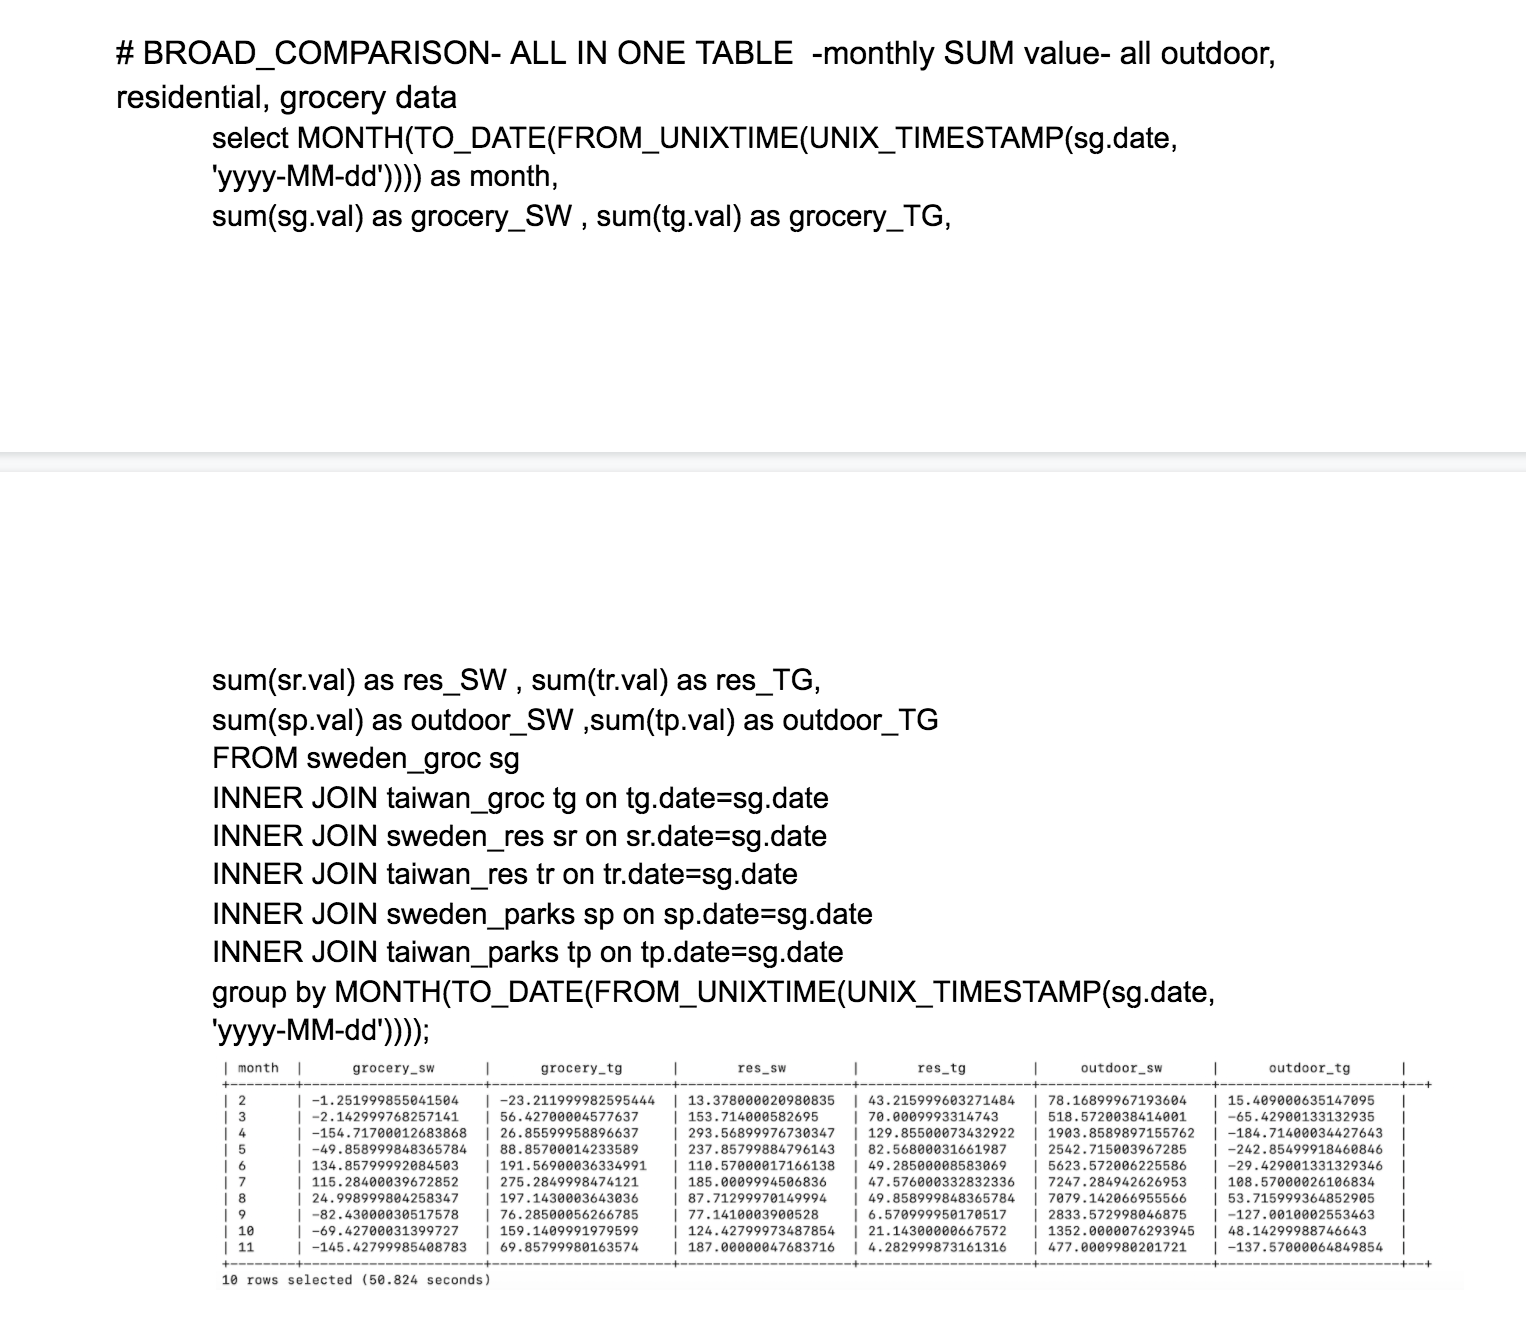 # BROAD_COMPARISON- ALL IN ONE TABLE  -monthly SUM value- all outdoor,
residential, grocery data
select MONTH(TO_DATE(FROM_UNIXTIME(UNIX_TIMESTAMP(sg.date,
'yyyy-MM-dd')))) as month,
sum(sg.val) as grocery_SW , sum(tg.val) as grocery_TG,
sum(sr.val) as res_SW , sum(tr.val) as res_TG,
sum(sp.val) as outdoor_SW ,sum(tp.val) as outdoor_TG
FROM sweden_groc sg
INNER JOIN taiwan_groc tg on tg.date=sg.date
INNER JOIN sweden_res sr on sr.date=sg.date
INNER JOIN taiwan_res tr on tr.date=sg.date
INNER JOIN sweden_parks sp on sp.date=sg.date
INNER JOIN taiwan_parks tp on tp.date=sg.date
group by MONTH(TO_DATE(FROM_UNIXTIME(UNIX_TIMESTAMP(sg.date,
'yyyy-MM-dd'))));
| month | grocery_sw | grocery_tg | res_sw | res_tg | outdoor_sw | outdoor_tg |
| 2 | -1.251999855041504 | -23.211999982595444 | 13.378000020980835 | 43.215999603271484 | 78.16899967193604 | 15.409000635147095 |
| 3 | -2.142999768257141 | 56.42700004577637 | 153.714000582695 | 70.0009993314743 | 518.5720038414001 | -65.42900133132935 |
| 4 | -154.71700012683868 | 26.85599958896637 | 293.56899976730347 | 129.85500073432922 | 1903.8589897155762 | -184.71400034427643 |
| 5 | -49.858999848365784 | 88.85700014233589 | 237.85799884796143 | 82.56800031661987 | 2542.715003967285 | -242.85499918460846 |
| 6 | 134.85799992084503 | 191.56900036334991 | 110.57000017166138 | 49.28500008583069 | 5623.572006225586 | -29.429001331329346 |
| 7 | 115.28400039672852 | 275.2849998474121 | 185.0009994506836 | 47.576000332832336 | 7247.284942626953 | 108.57000026106834 |
| 8 | 24.998999804258347 | 197.1430003643036 | 87.71299970149994 | 49.858999848365784 | 7079.142066955566 | 53.715999364852905 |
| 9 | -82.43000030517578 | 76.28500056266785 | 77.1410003900528 | 6.570999950170517 | 2833.572998046875 | -127.0010002553463 |
| 10 | -69.42700031399727 | 159.1409991979599 | 124.42799973487854 | 21.14300000667572 | 1352.0000076293945 | 48.14299988746643 |
| 11 | -145.42799985408783 | 69.85799980163574 | 187.00000047683716 | 4.282999873161316 | 477.0009980201721 | -137.57000064849854 |
10 rows selected (50.824 seconds)